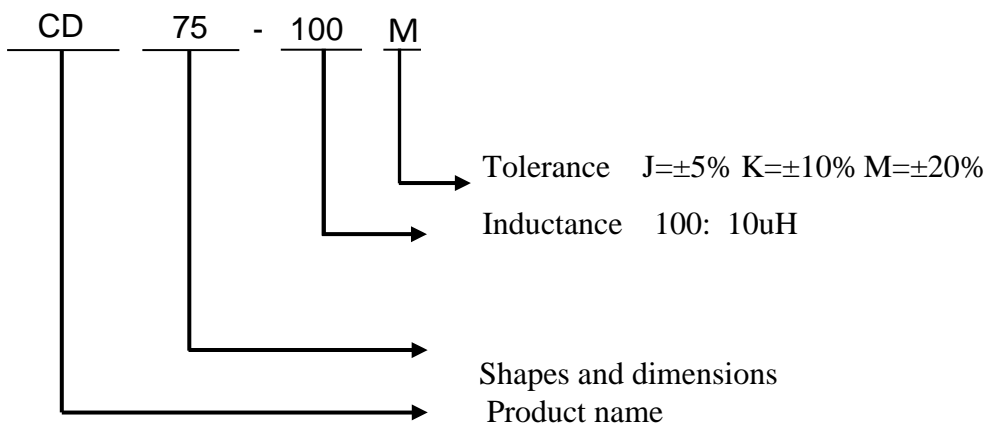 CD 75 - 100 M
Tolerance J=±5% K=±10% M=±20%
Inductance 100: 10uH
Shapes and dimensions
Product name